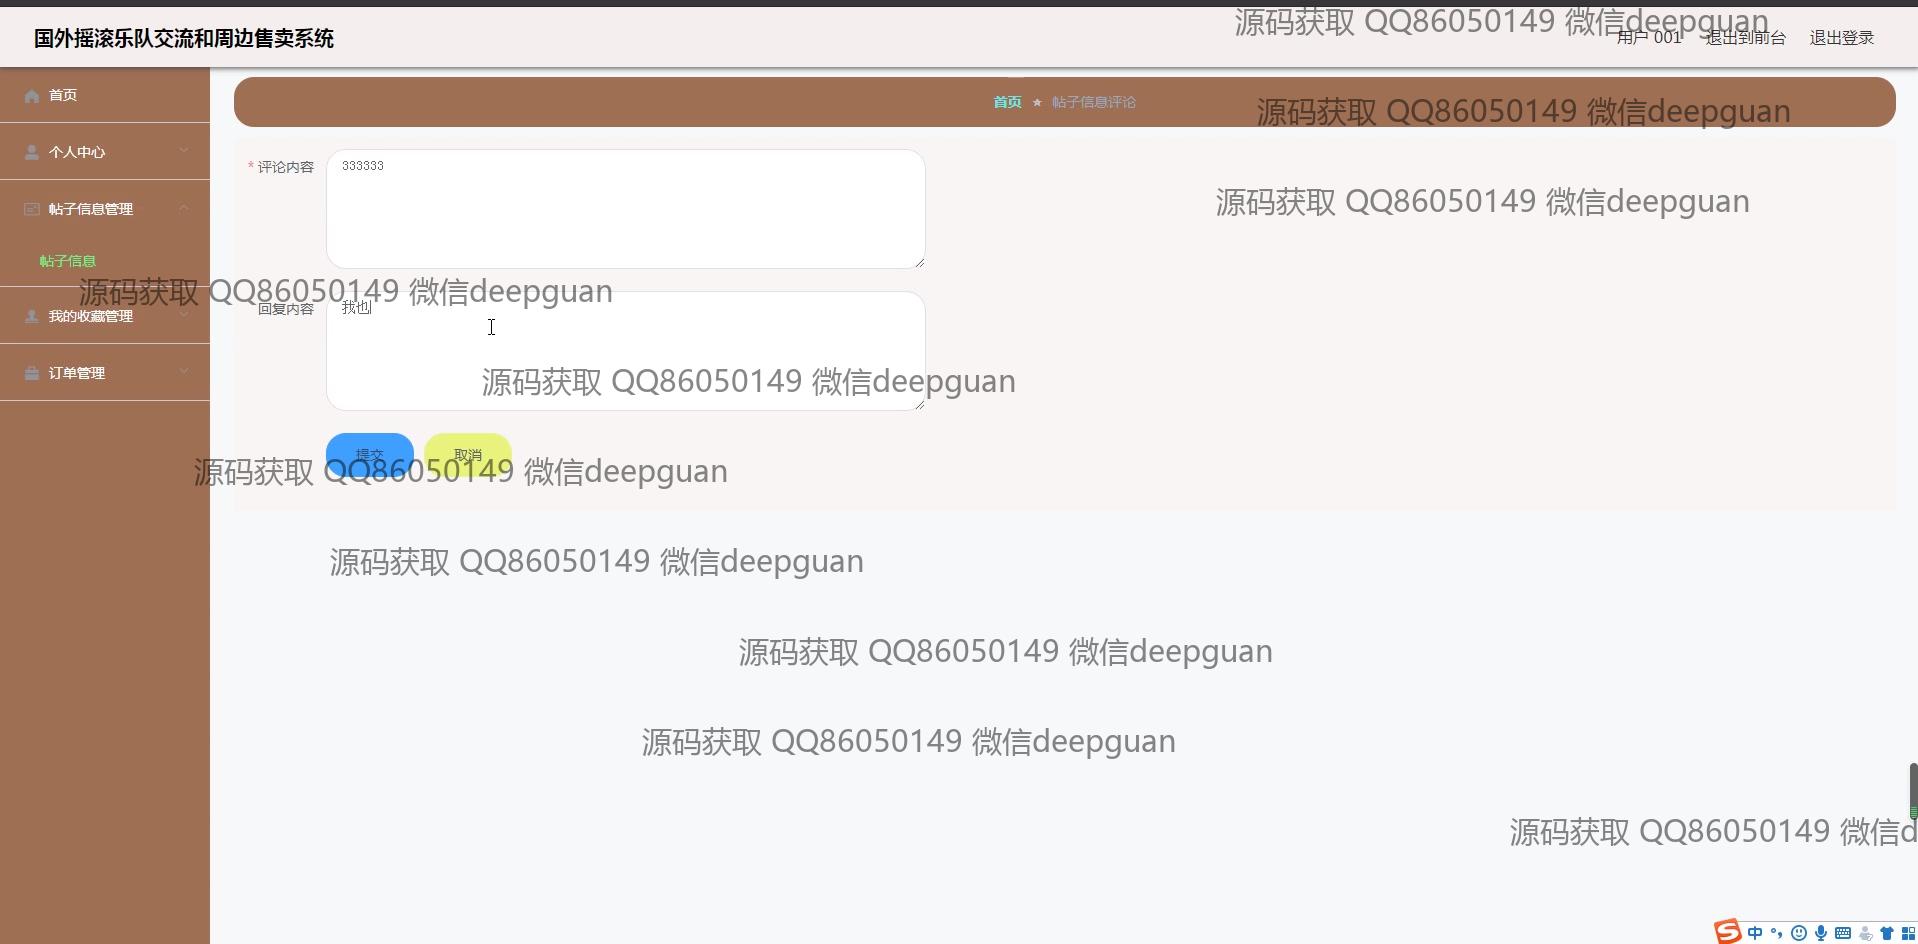 国外摇滚乐队交流和周边售卖系统
源码获取 QQ86050149 微信deepguan
用户 001 退出到前台 退出登录
首页
首页 ★ 帖子信息评论
源码获取 QQ86050149 微信deepguan
个人中心
* 评论内容 333333
源码获取 QQ86050149 微信deepguan
帖子信息管理
帖子信息
源码获取 QQ86050149 微信deepguan
回复内容 我也
我的收藏管理
订单管理
源码获取 QQ86050149 微信deepguan
提交 取消
源码获取 QQ86050149 微信deepguan
源码获取 QQ86050149 微信deepguan
源码获取 QQ86050149 微信deepguan
源码获取 QQ86050149 微信deepguan
源码获取 QQ86050149 微信d
S 中